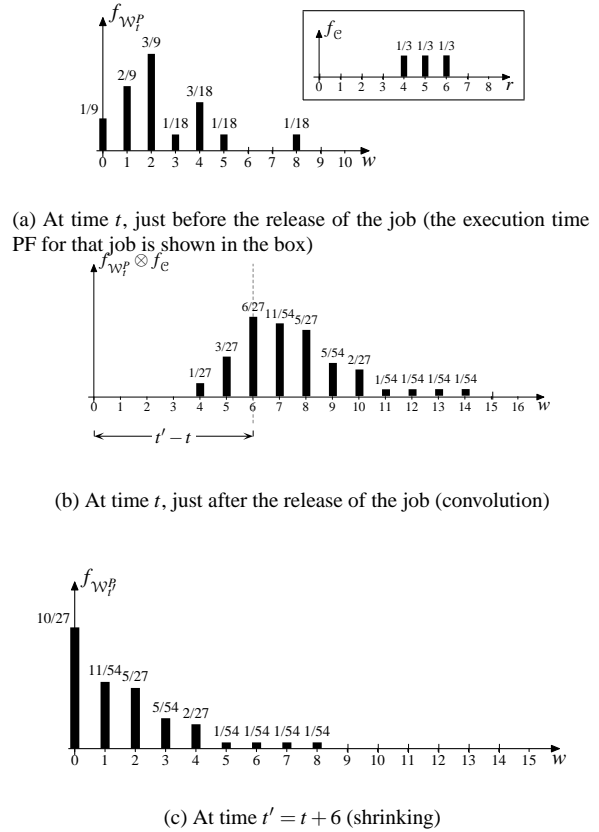 f_{𝒲_t^P}
f_𝒞
1/3 1/3 1/3
0 1 2 3 4 5 6 7 8 r
1/9 2/9 3/9 1/18 3/18 1/18 1/18
0 1 2 3 4 5 6 7 8 9 10 w
(a) At time t, just before the release of the job (the execution time
PF for that job is shown in the box)
f_{𝒲_t^P} ⊗ f_𝒞
1/27 3/27 6/27 11/54 5/27 5/54 2/27 1/54 1/54 1/54 1/54
0 1 2 3 4 5 6 7 8 9 10 11 12 13 14 15 16 w
t′ − t
(b) At time t, just after the release of the job (convolution)
f_{𝒲_{t′}^P}
10/27 11/54 5/27 5/54 2/27 1/54 1/54 1/54 1/54
0 1 2 3 4 5 6 7 8 9 10 11 12 13 14 15 w
(c) At time t′ = t + 6 (shrinking)